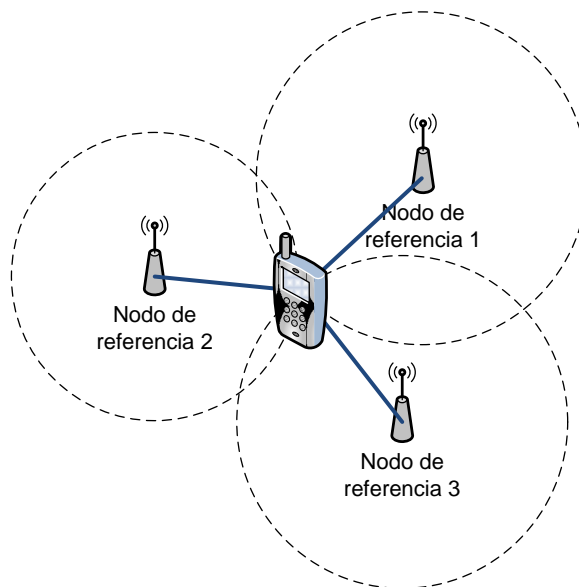 Nodo de
referencia 1
Nodo de
referencia 2
Nodo de
referencia 3